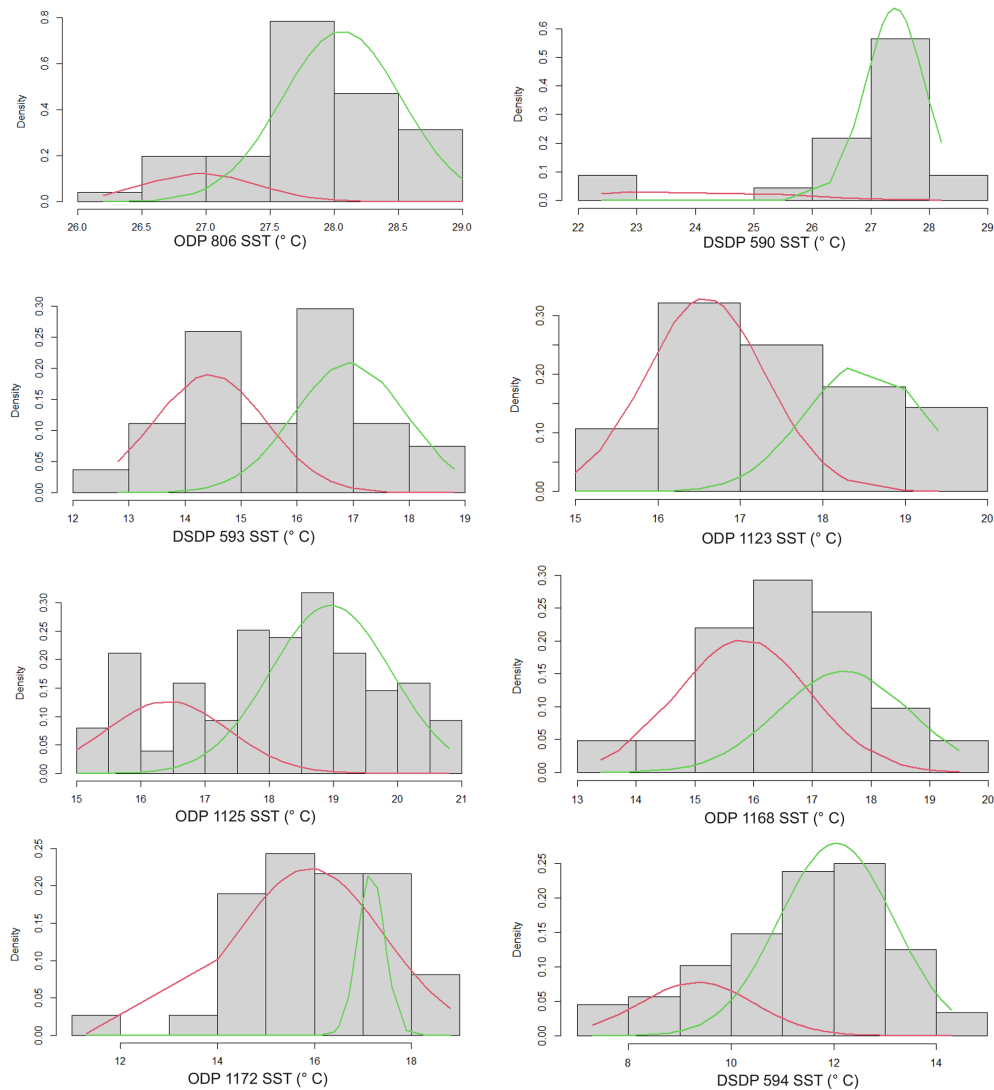 Density
0.0 0.2 0.4 0.6 0.8
26.0 26.5 27.0 27.5 28.0 28.5 29.0
ODP 806 SST (° C)
Density
0.0 0.1 0.2 0.3 0.4 0.5 0.6
22 23 24 25 26 27 28 29
DSDP 590 SST (° C)
Density
0.00 0.05 0.10 0.15 0.20 0.25 0.30
12 13 14 15 16 17 18 19
DSDP 593 SST (° C)
Density
0.00 0.10 0.20 0.30
15 16 17 18 19 20
ODP 1123 SST (° C)
Density
0.00 0.05 0.10 0.15 0.20 0.25 0.30
15 16 17 18 19 20 21
ODP 1125 SST (° C)
Density
0.00 0.05 0.10 0.15 0.20 0.25 0.30
13 14 15 16 17 18 19 20
ODP 1168 SST (° C)
Density
0.00 0.05 0.10 0.15 0.20 0.25
12 14 16 18
ODP 1172 SST (° C)
Density
0.00 0.05 0.10 0.15 0.20 0.25
8 10 12 14
DSDP 594 SST (° C)